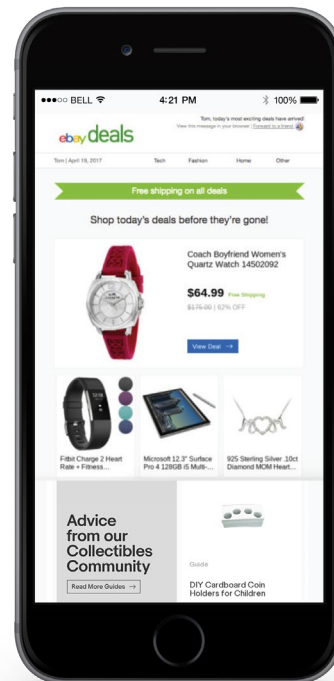 BELL 4:21 PM 100%
Tom, today's most exciting deals have arrived!
View this message in your browser | Forward to a friend
ebay deals
Tom | April 18, 2017 Tech Fashion Home Other
Free shipping on all deals
Shop today's deals before they're gone!
Coach Boyfriend Women's
Quartz Watch 14502092
$64.99 Free Shipping
$175.00 | 62% OFF
View Deal →
Fitbit Charge 2 Heart
Rate + Fitness...
Microsoft 12.3" Surface
Pro 4 128GB i5 Multi-...
925 Sterling Silver .10ct
Diamond MOM Heart...
Advice
from our
Collectibles
Community
Read More Guides →
Guide
DIY Cardboard Coin
Holders for Children